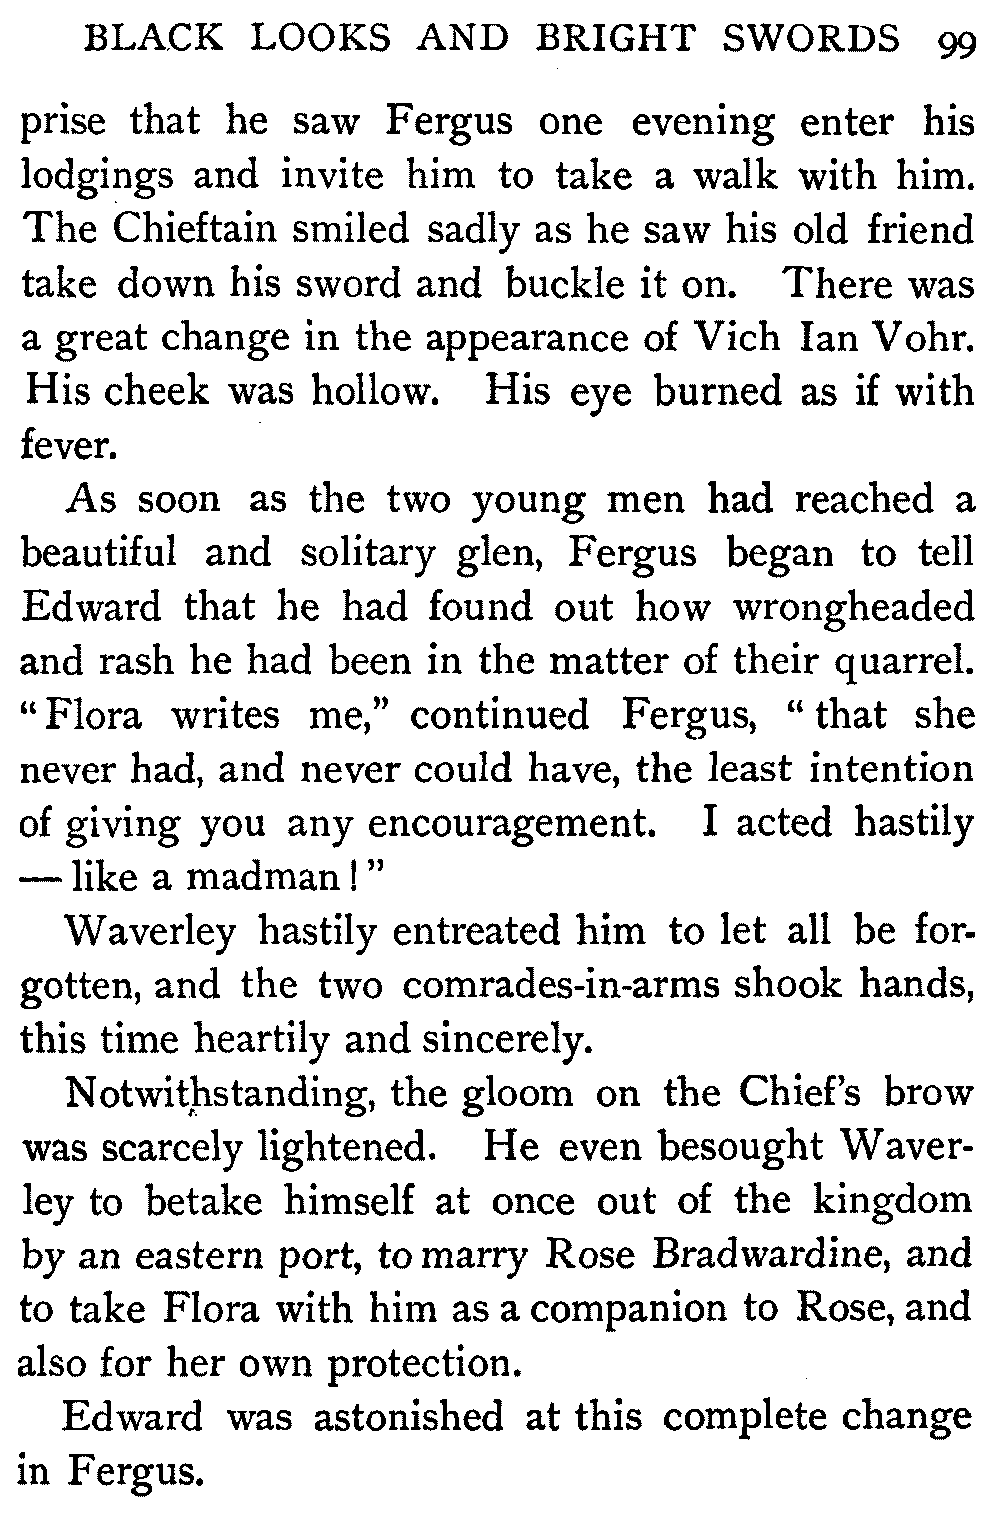 BLACK LOOKS AND BRIGHT SWORDS 99
prise that he saw Fergus one evening enter his
lodgings and invite him to take a walk with him.
The Chieftain smiled sadly as he saw his old friend
take down his sword and buckle it on. There was
a great change in the appearance of Vich Ian Vohr.
His cheek was hollow. His eye burned as if with
fever.
As soon as the two young men had reached a
beautiful and solitary glen, Fergus began to tell
Edward that he had found out how wrongheaded
and rash he had been in the matter of their quarrel.
“Flora writes me,” continued Fergus, “that she
never had, and never could have, the least intention
of giving you any encouragement. I acted hastily
—like a madman!”
Waverley hastily entreated him to let all be for-
gotten, and the two comrades-in-arms shook hands,
this time heartily and sincerely.
Notwithstanding, the gloom on the Chief's brow
was scarcely lightened. He even besought Waver-
ley to betake himself at once out of the kingdom
by an eastern port, to marry Rose Bradwardine, and
to take Flora with him as a companion to Rose, and
also for her own protection.
Edward was astonished at this complete change
in Fergus.